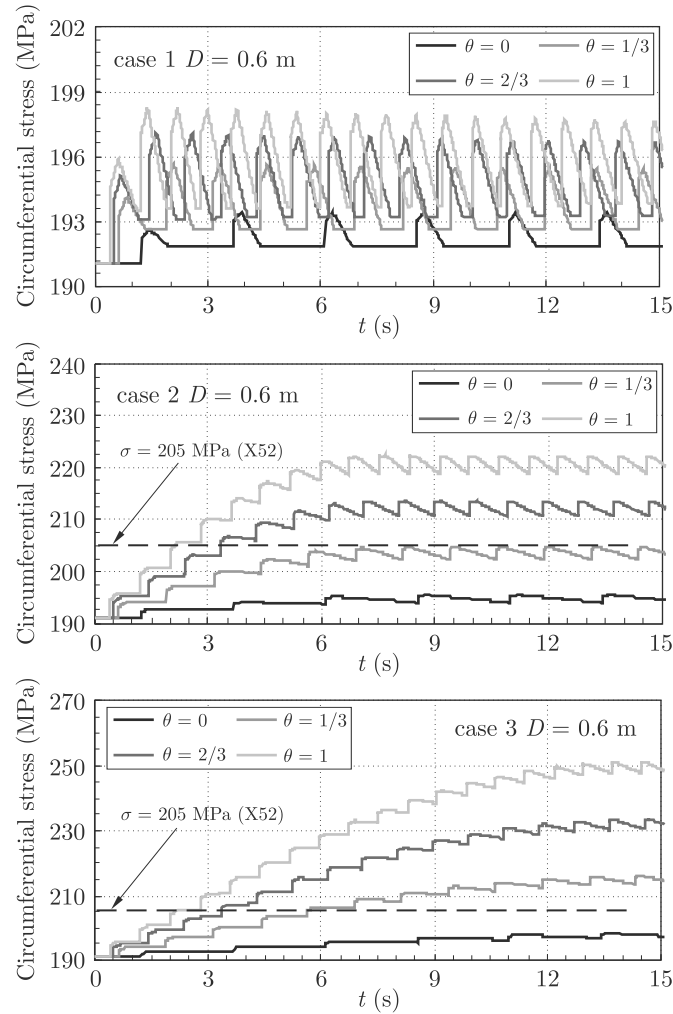 202
199
196
193
190
Circumferential stress (MPa)
case 1 D = 0.6 m
θ = 0 θ = 1/3
θ = 2/3 θ = 1
0 3 6 9 12 15
t (s)
240
230
220
210
200
190
Circumferential stress (MPa)
case 2 D = 0.6 m
θ = 0 θ = 1/3
θ = 2/3 θ = 1
σ = 205 MPa (X52)
0 3 6 9 12 15
t (s)
270
250
230
210
190
Circumferential stress (MPa)
θ = 0 θ = 1/3
θ = 2/3 θ = 1
case 3 D = 0.6 m
σ = 205 MPa (X52)
0 3 6 9 12 15
t (s)